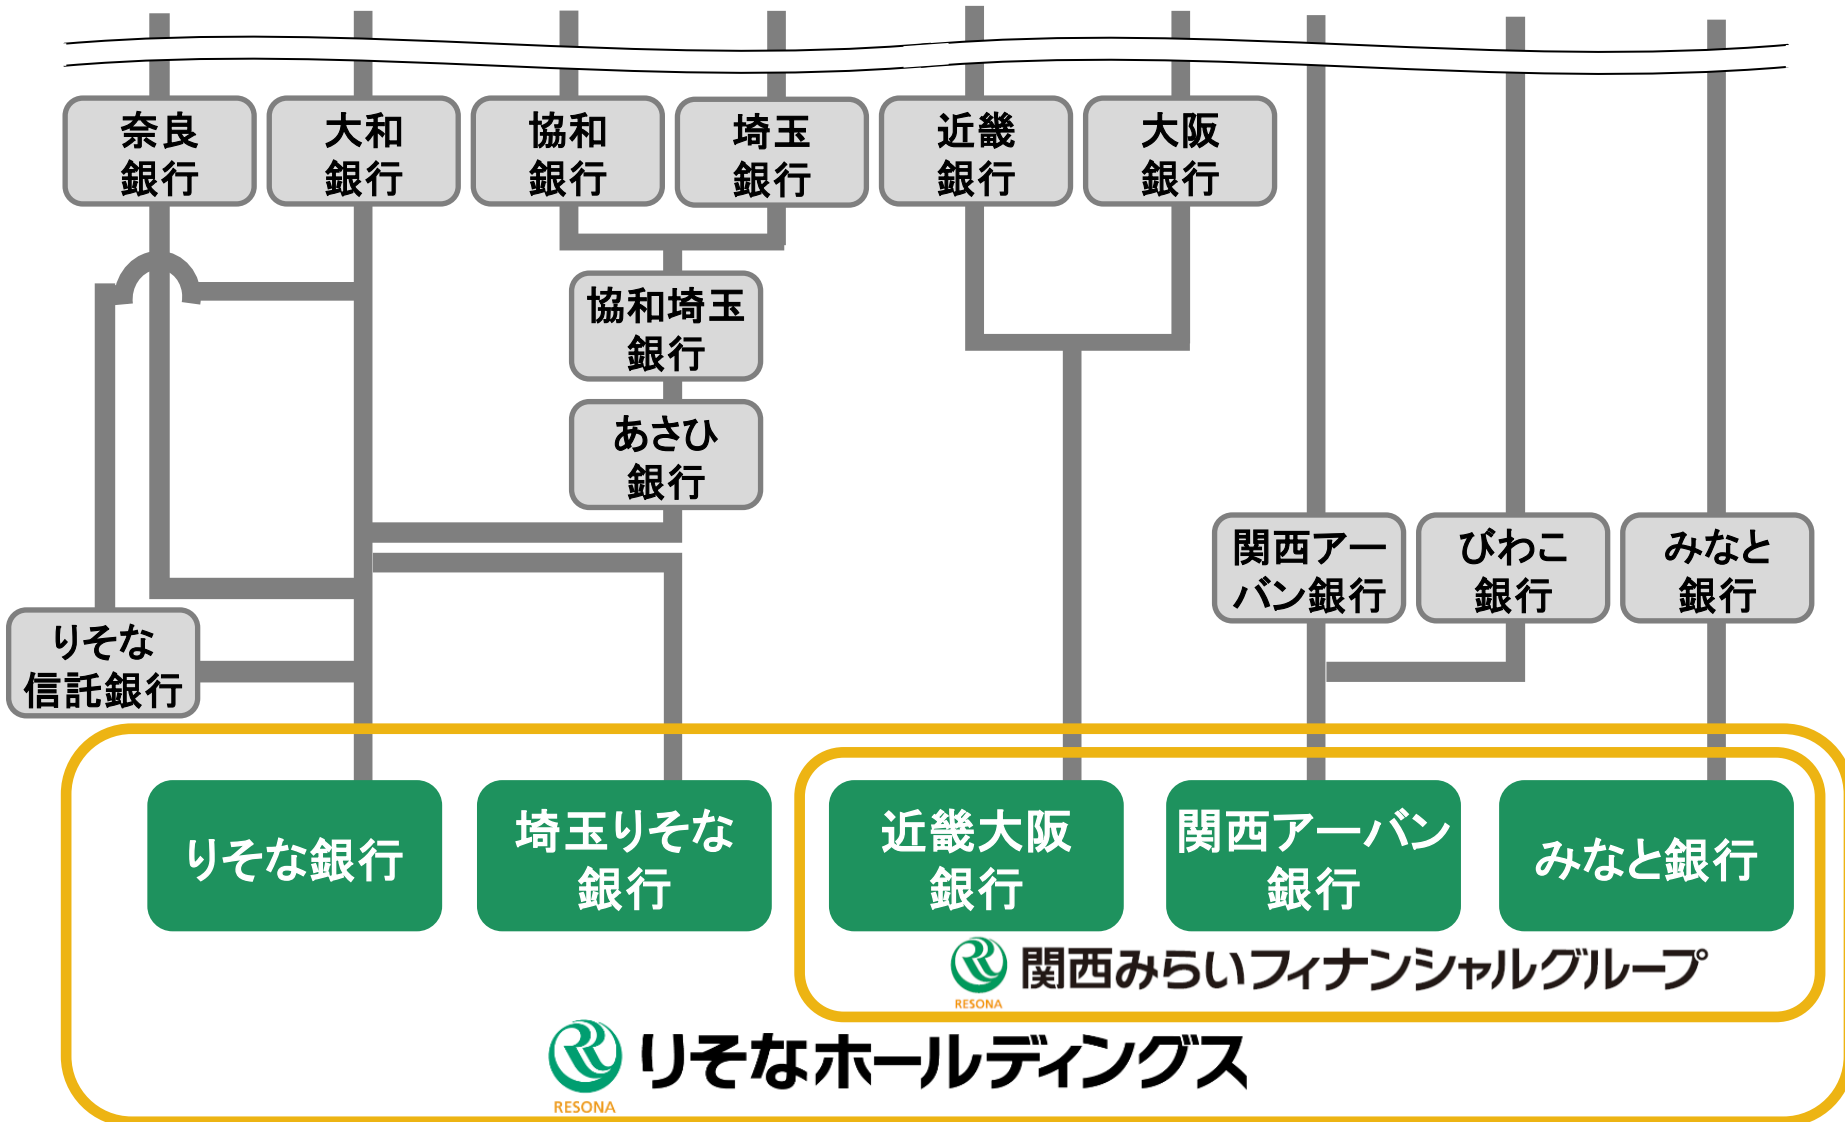 奈良
銀行
大和
銀行
協和
銀行
埼玉
銀行
近畿
銀行
大阪
銀行
協和埼玉
銀行
あさひ
銀行
関西アー
バン銀行
びわこ
銀行
みなと
銀行
りそな
信託銀行
りそな銀行
埼玉りそな
銀行
近畿大阪
銀行
関西アーバン
銀行
みなと銀行
関西みらいフィナンシャルグループ
RESONA
りそなホールディングス
RESONA